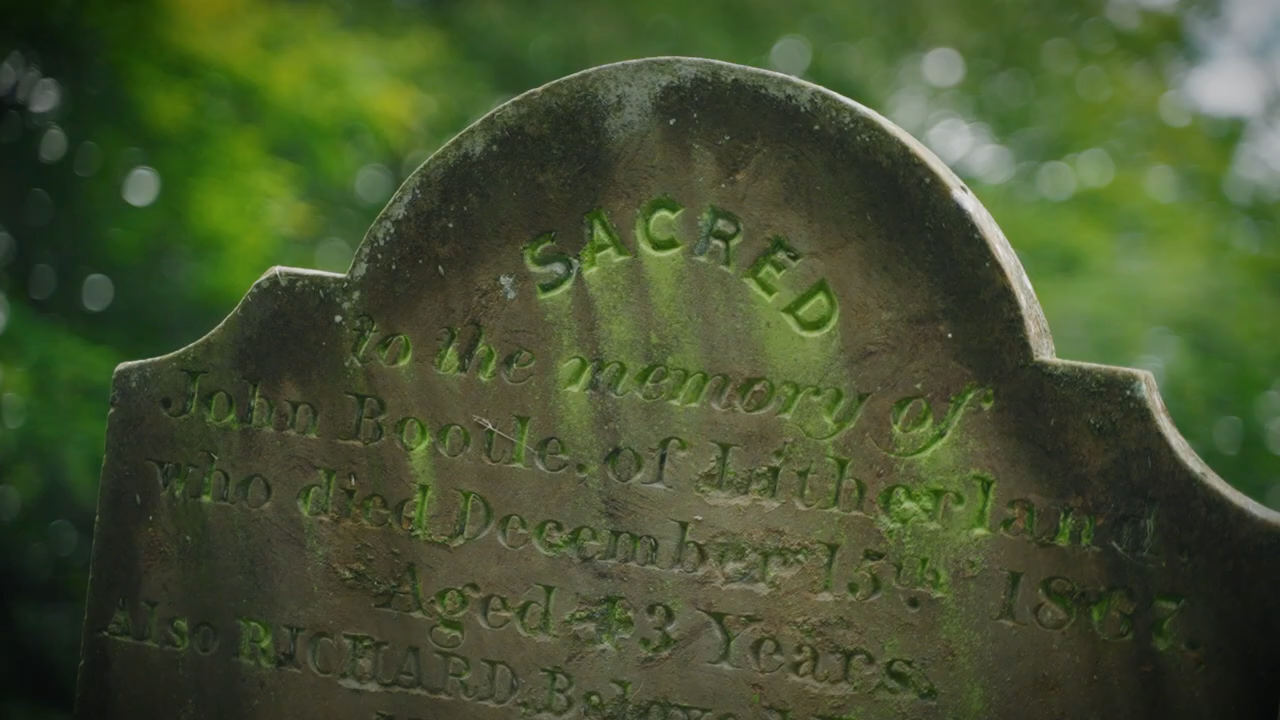 SACRED
to the memory of
John Bootle, of Litherland
who died December 15th 1867.
Aged 43 Years.
Also RICHARD